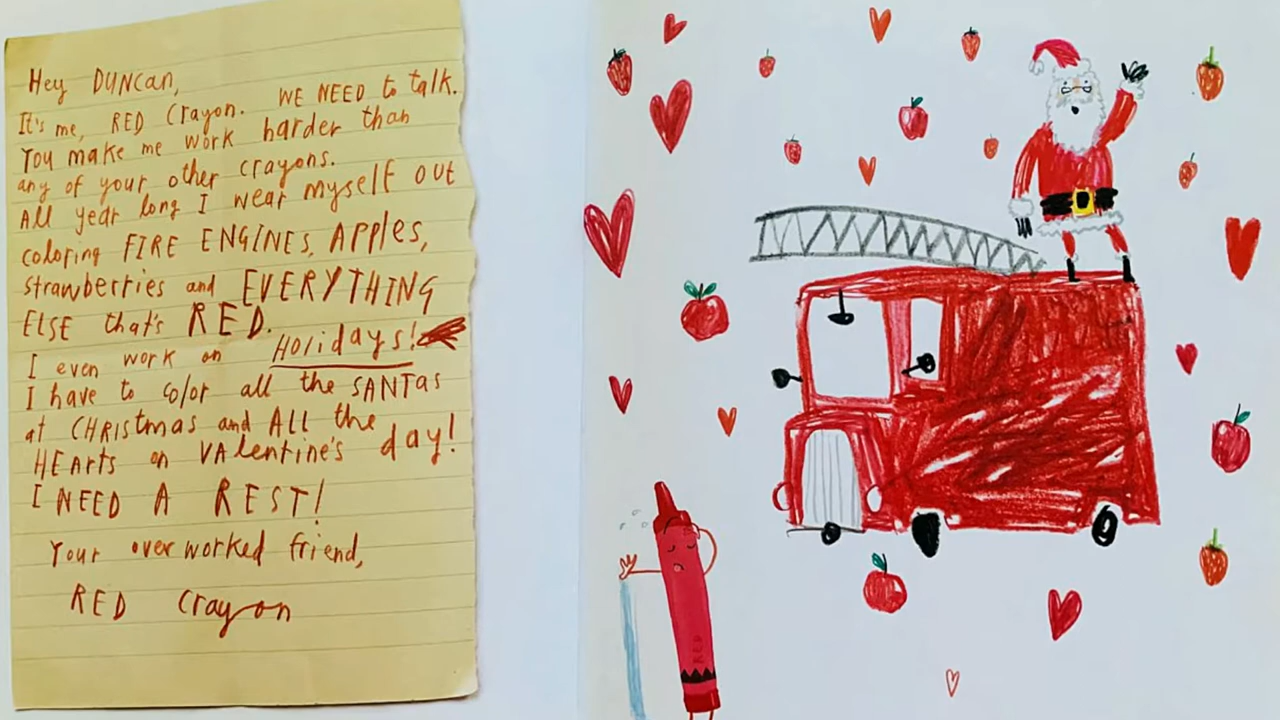 Hey DUNCAN,
It's me, RED Crayon. WE NEED to talk.
You make me work harder than
any of your other crayons.
All year long I wear myself out
coloring FIRE ENGINES, Apples,
strawberries and EVERYTHING
ELSE that's RED.
I even work on Holidays!
I have to color all the SANTAs
at CHRistmas and ALL the
HEArts on VAlentine's day!
I NEED A REST!
Your overworked friend,
RED Crayon
RED